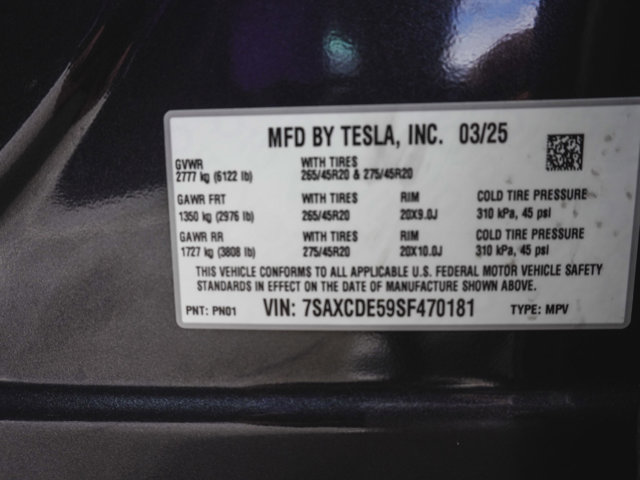 MFD BY TESLA, INC. 03/25
GVWR WITH TIRES
2777 kg (6122 lb) 265/45R20 & 275/45R20
GAWR FRT WITH TIRES RIM COLD TIRE PRESSURE
1350 kg (2976 lb) 265/45R20 20X9.0J 310 kPa, 45 psi
GAWR RR WITH TIRES RIM COLD TIRE PRESSURE
1727 kg (3808 lb) 275/45R20 20X10.0J 310 kPa, 45 psi
THIS VEHICLE CONFORMS TO ALL APPLICABLE U.S. FEDERAL MOTOR VEHICLE SAFETY
STANDARDS IN EFFECT ON THE DATE OF MANUFACTURE SHOWN ABOVE.
PNT: PN01 VIN: 7SAXCDE59SF470181 TYPE: MPV